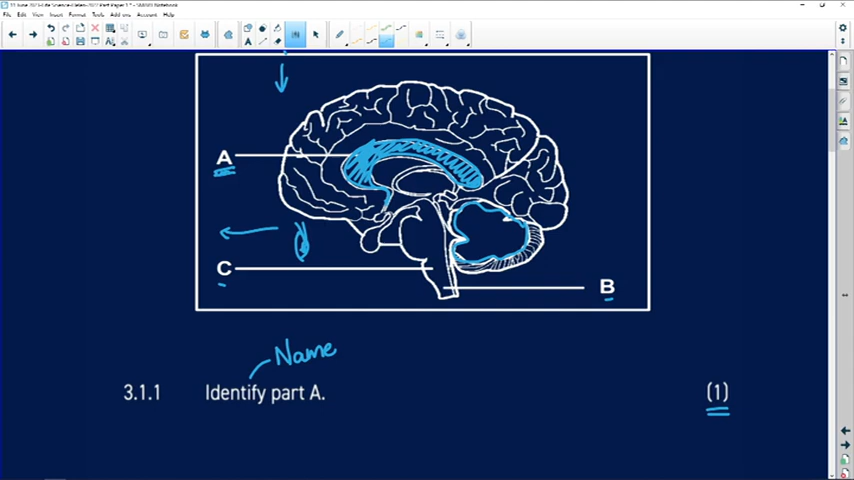 File Edit View Insert Format Tools Add-ons Account Help
A
C
B
Name
3.1.1 Identify part A. (1)